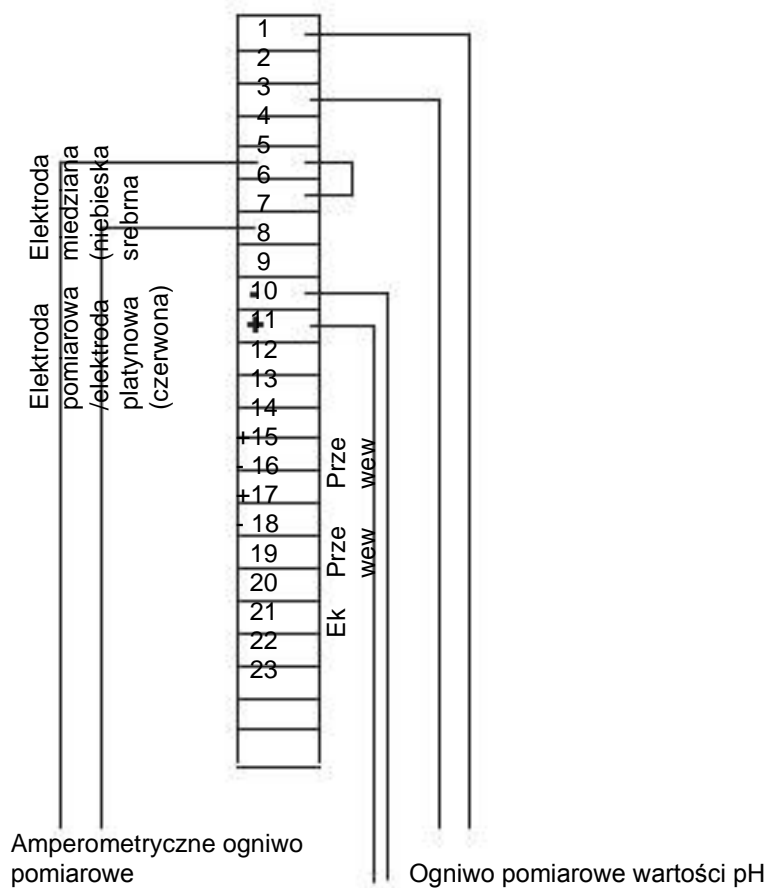 1
2
3
4
5
6
7
8
9
- 10
+ 11
12
13
14
+15
- 16
+17
- 18
19
20
21
22
23
Elektroda
miedziana
(niebieska
srebrna
Elektroda
pomiarowa
/elektroda
platynowa
(czerwona)
Prze
wew
Prze
wew
Ek
Amperometryczne ogniwo
pomiarowe
Ogniwo pomiarowe wartości pH